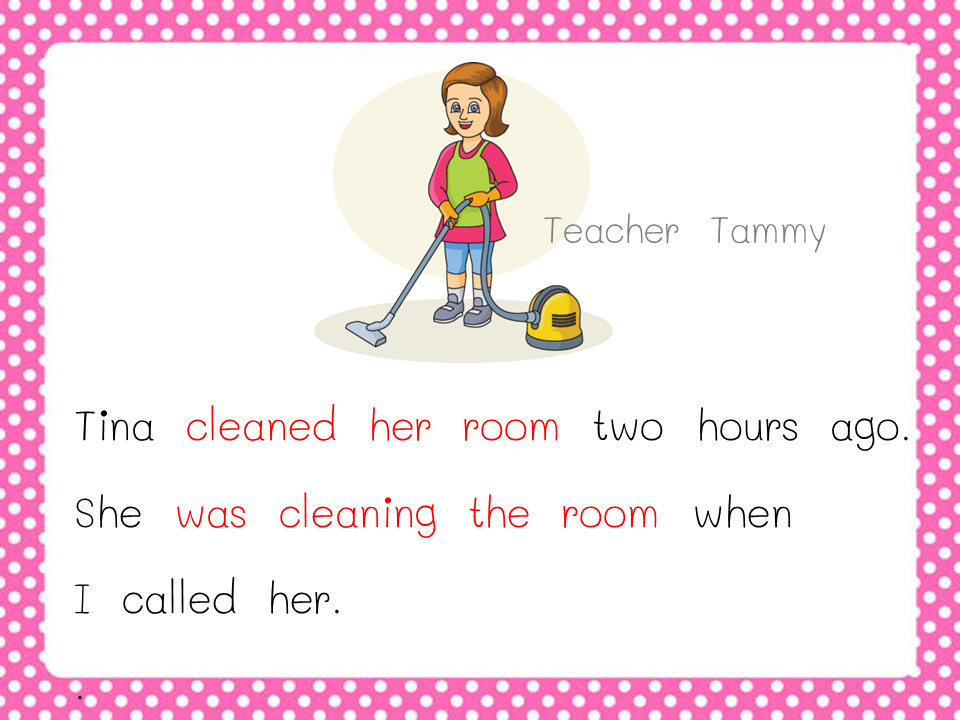 Teacher Tammy
Tina cleaned her room two hours ago.
She was cleaning the room when
I called her.
.